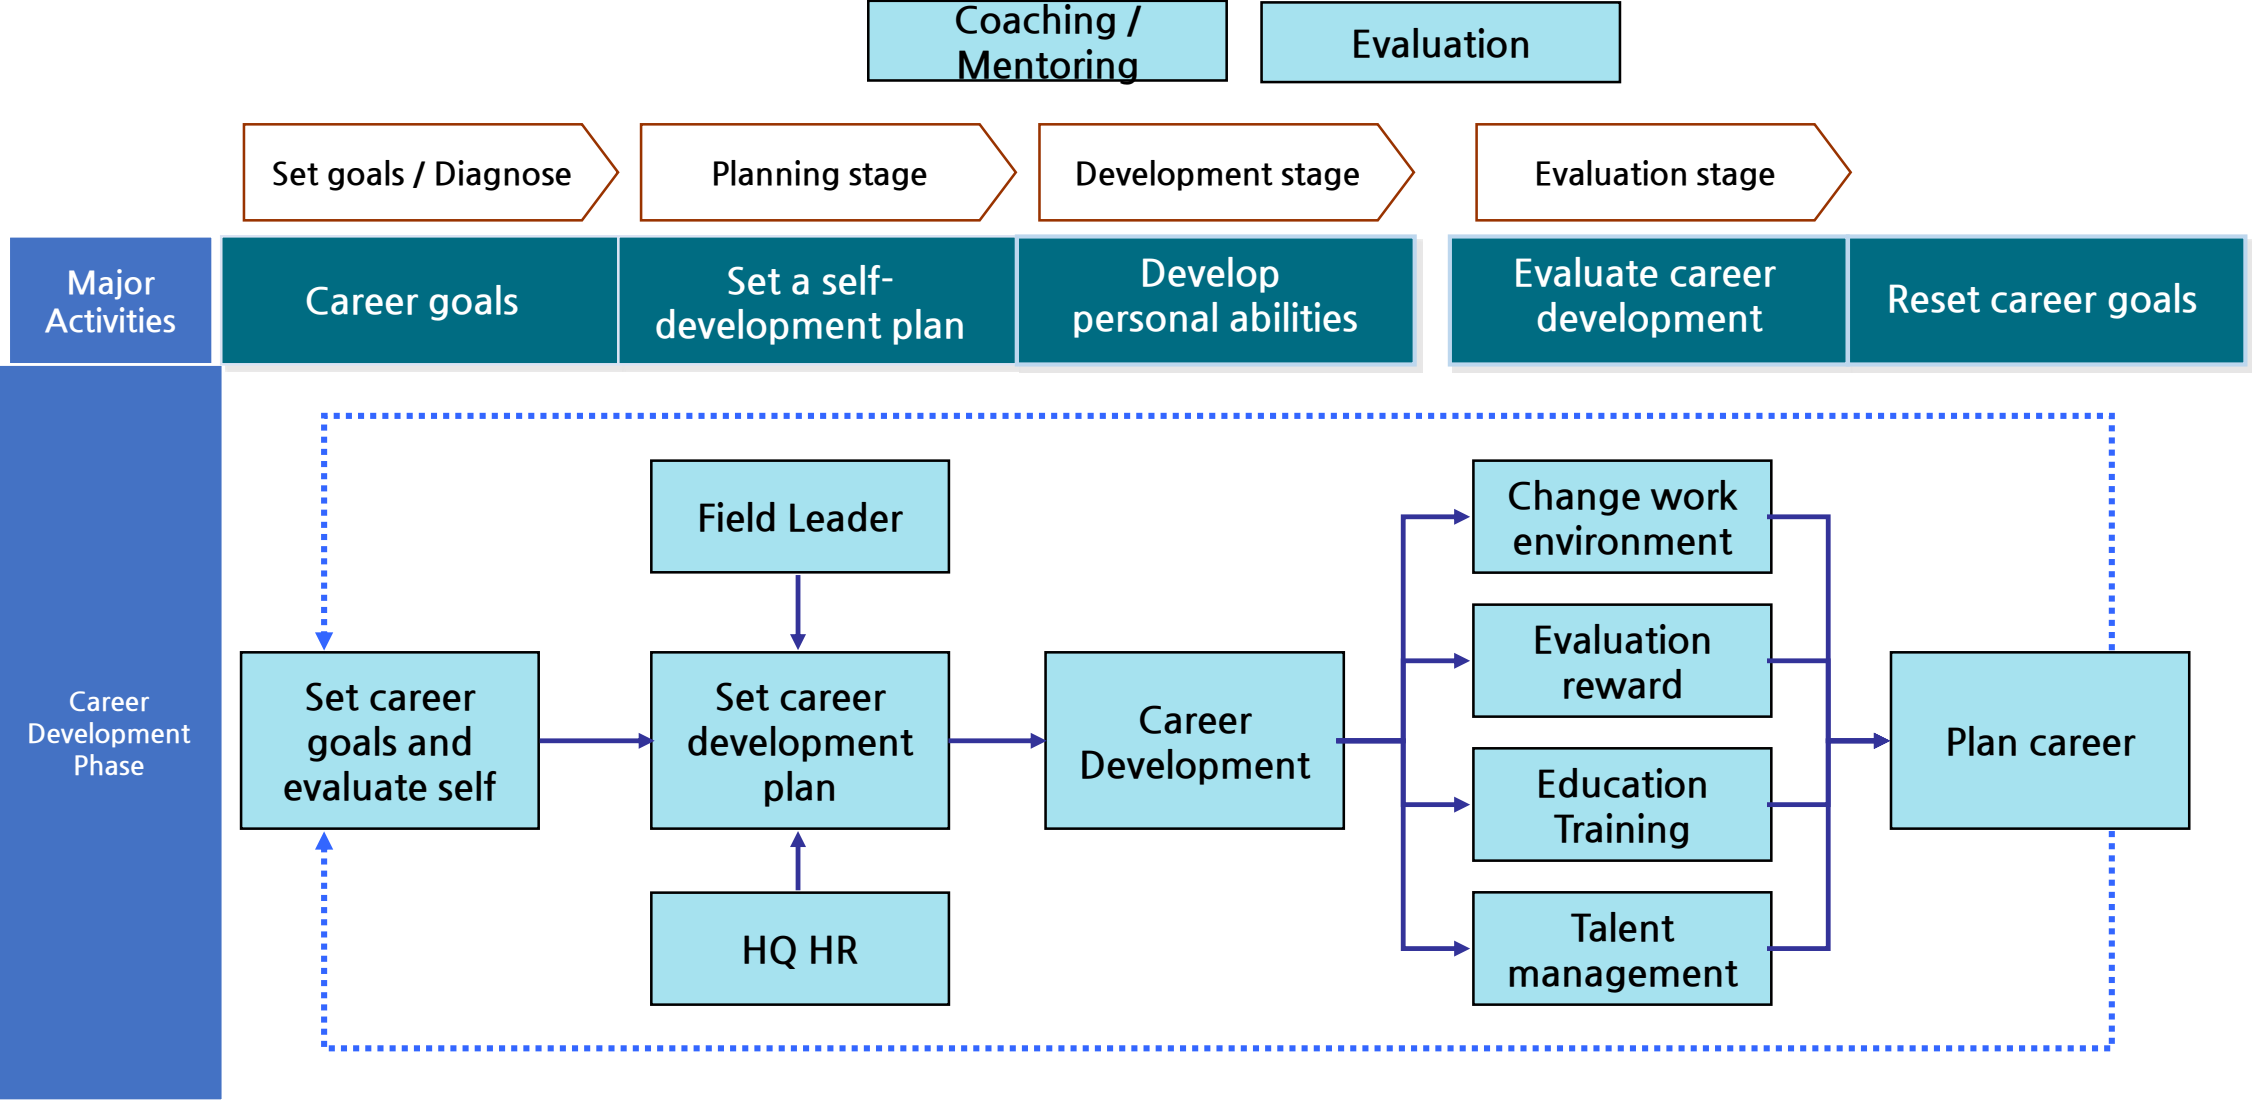 Coaching /
Mentoring
Evaluation
Set goals / Diagnose
Planning stage
Development stage
Evaluation stage
Major
Activities
Career goals
Set a self-
development plan
Develop
personal abilities
Evaluate career
development
Reset career goals
Career
Development
Phase
Field Leader
Set career
goals and
evaluate self
Set career
development
plan
HQ HR
Career
Development
Change work
environment
Evaluation
reward
Education
Training
Talent
management
Plan career